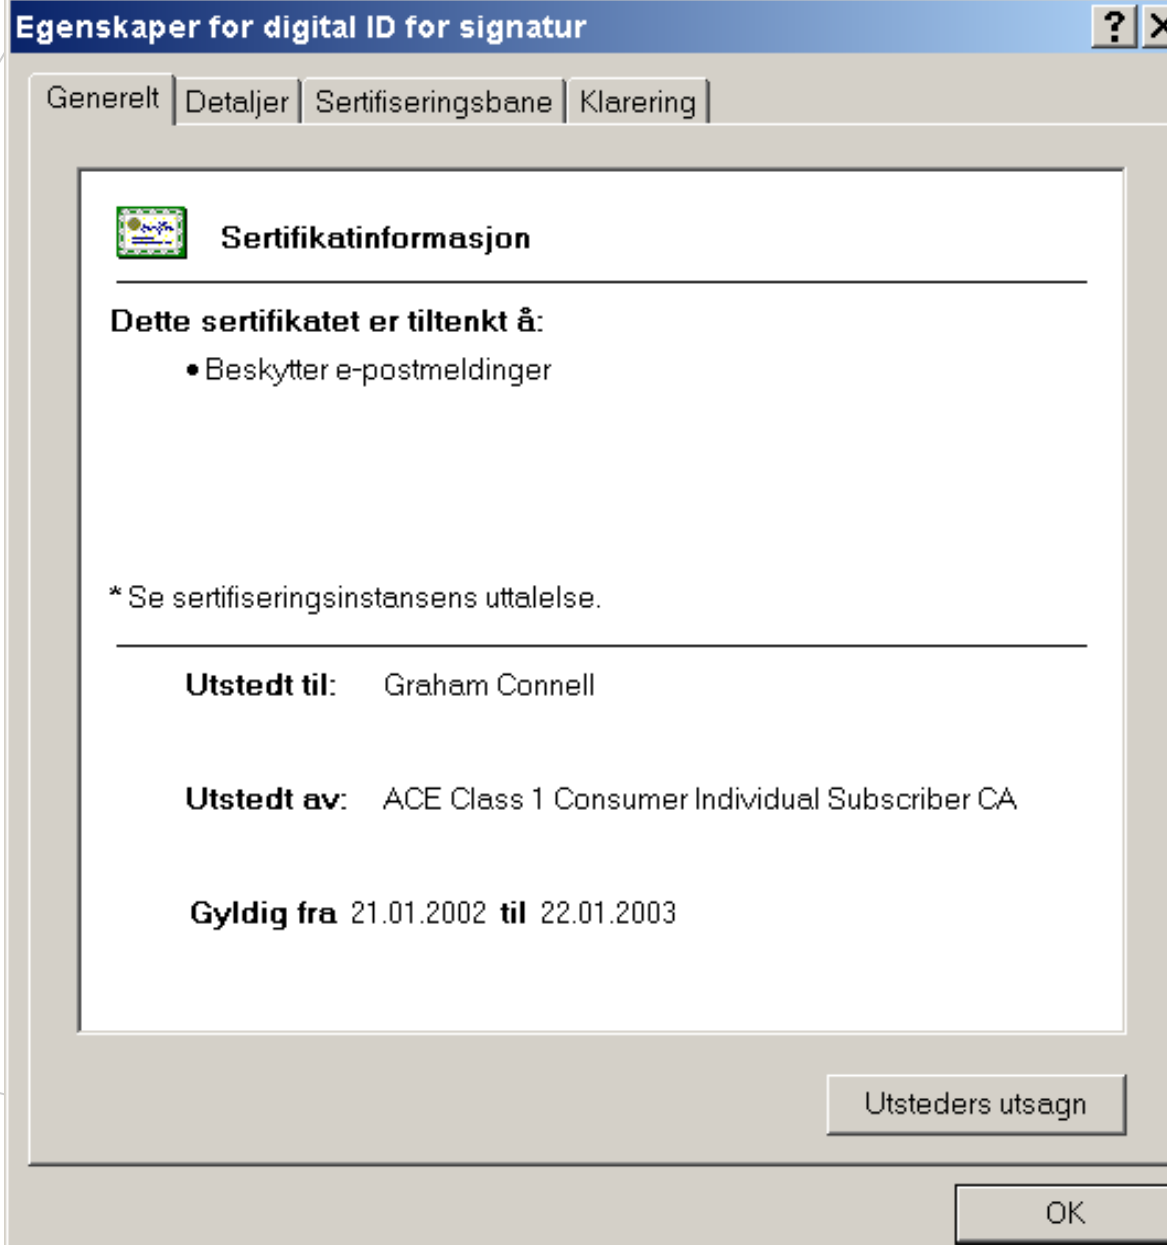 Egenskaper for digital ID for signatur
Generelt Detaljer Sertifiseringsbane Klarering
Sertifikatinformasjon
Dette sertifikatet er tiltenkt å:
• Beskytter e-postmeldinger
* Se sertifiseringsinstansens uttalelse.
Utstedt til: Graham Connell
Utstedt av: ACE Class 1 Consumer Individual Subscriber CA
Gyldig fra 21.01.2002 til 22.01.2003
Utsteders utsagn
OK